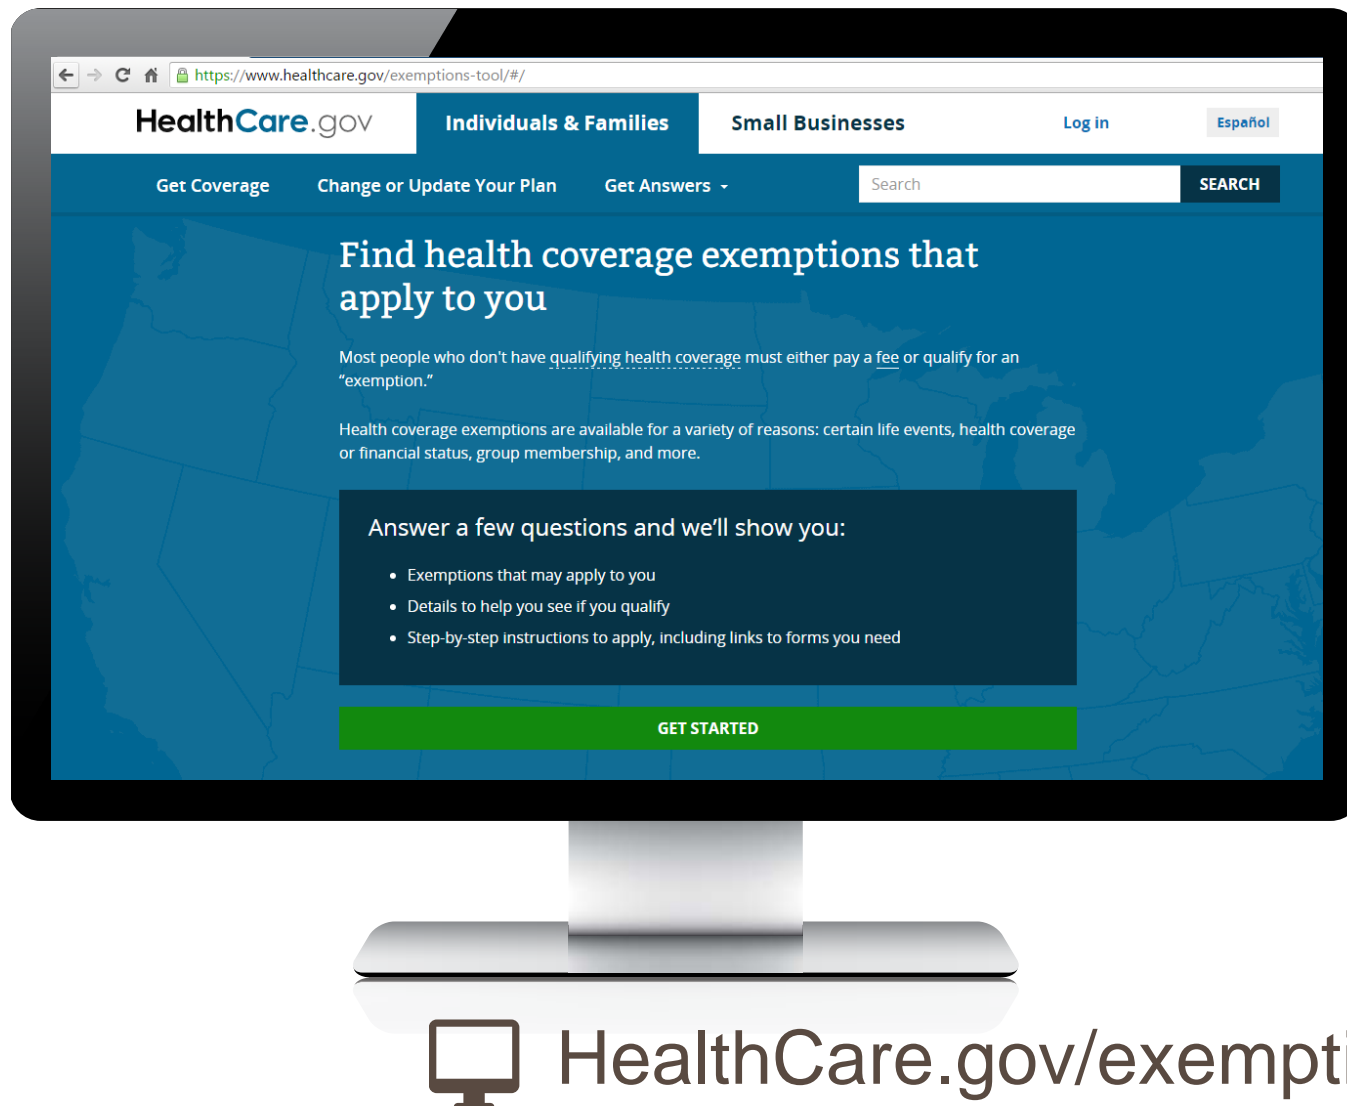 https://www.healthcare.gov/exemptions-tool/#/
HealthCare.gov Individuals & Families Small Businesses Log in Español
Get Coverage Change or Update Your Plan Get Answers Search SEARCH
Find health coverage exemptions that
apply to you
Most people who don't have qualifying health coverage must either pay a fee or qualify for an
“exemption.”
Health coverage exemptions are available for a variety of reasons: certain life events, health coverage
or financial status, group membership, and more.
Answer a few questions and we’ll show you:
• Exemptions that may apply to you
• Details to help you see if you qualify
• Step-by-step instructions to apply, including links to forms you need
GET STARTED
HealthCare.gov/exempti